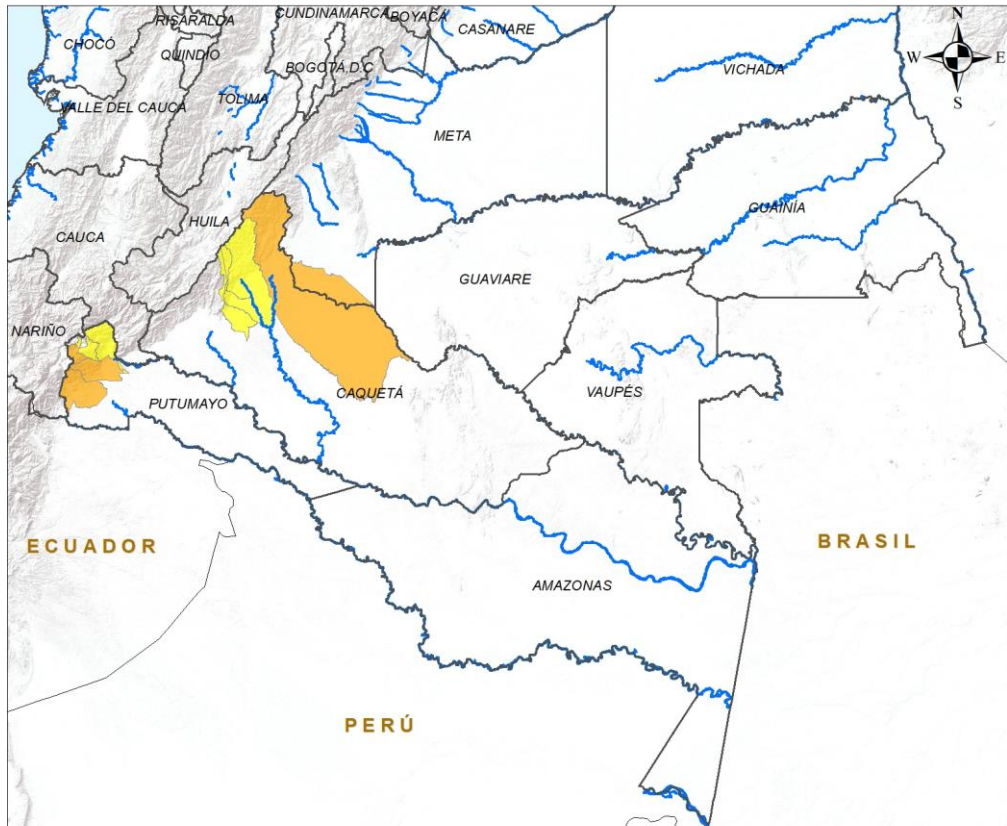 CUNDINAMARCA
BOYACÁ
RISARALDA
CASANARE
N
CHOCÓ
QUINDÍO
BOGOTÁ D.C
W
E
VICHADA
TOLIMA
VALLE DEL CAUCA
S
META
GUAINÍA
HUILA
CAUCA
GUAVIARE
NARIÑO
CAQUETÁ
VAUPÉS
PUTUMAYO
ECUADOR
BRASIL
AMAZONAS
PERÚ